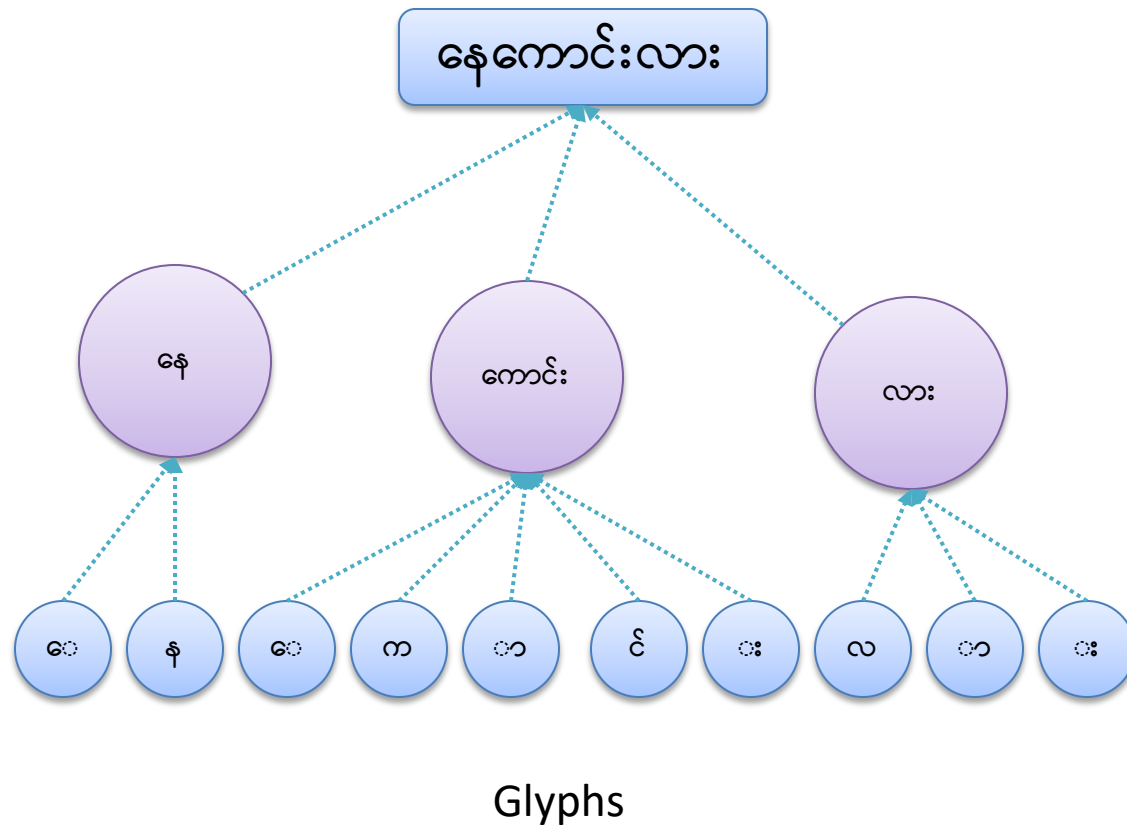 နေကောင်းလား
နေ
ကောင်း
လား
ေ
န
ေ
က
ာ
င်
း
လ
ာ
း
Glyphs